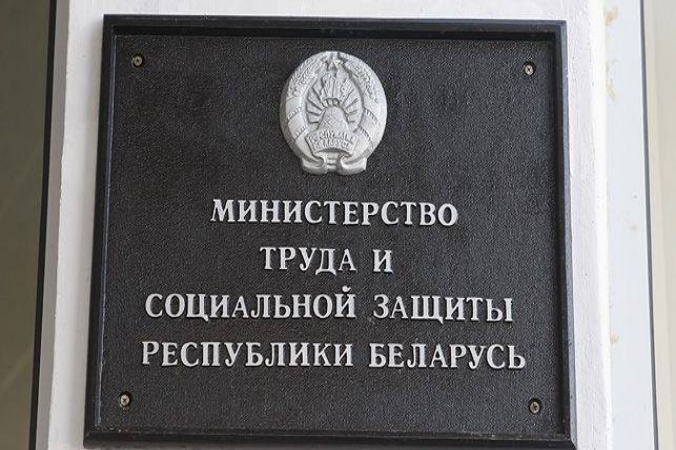 МИНИСТЕРСТВО
ТРУДА И
СОЦИАЛЬНОЙ ЗАЩИТЫ
РЕСПУБЛИКИ БЕЛАРУСЬ